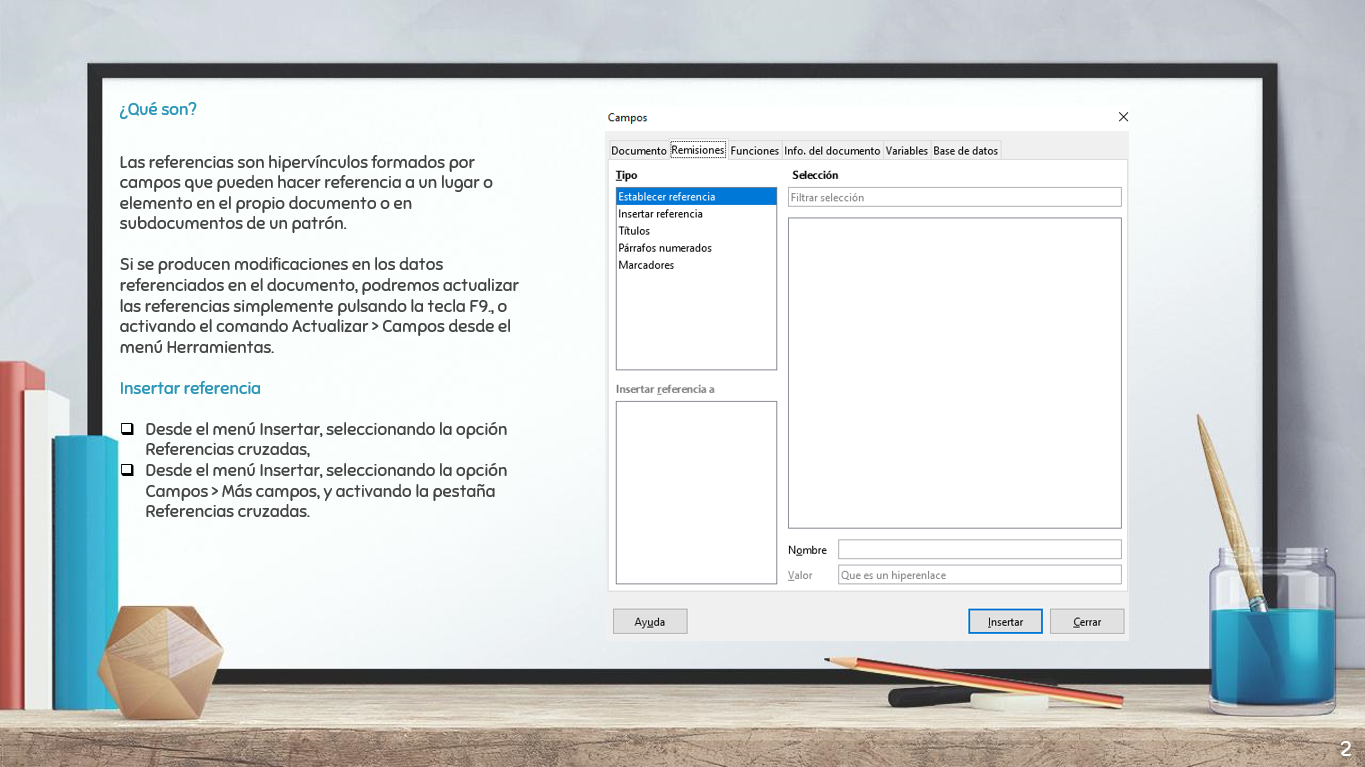 ¿Qué son?
Las referencias son hipervínculos formados por
campos que pueden hacer referencia a un lugar o
elemento en el propio documento o en
subdocumentos de un patrón.
Si se producen modificaciones en los datos
referenciados en el documento, podremos actualizar
las referencias simplemente pulsando la tecla F9., o
activando el comando Actualizar > Campos desde el
menú Herramientas.
Insertar referencia
Desde el menú Insertar, seleccionando la opción
Referencias cruzadas,
Desde el menú Insertar, seleccionando la opción
Campos > Más campos, y activando la pestaña
Referencias cruzadas.
Campos
Documento Remisiones Funciones Info. del documento Variables Base de datos
Tipo
Establecer referencia
Insertar referencia
Títulos
Párrafos numerados
Marcadores
Insertar referencia a
Selección
Filtrar selección
Nombre
Valor Que es un hiperenlace
Ayuda Insertar Cerrar
2